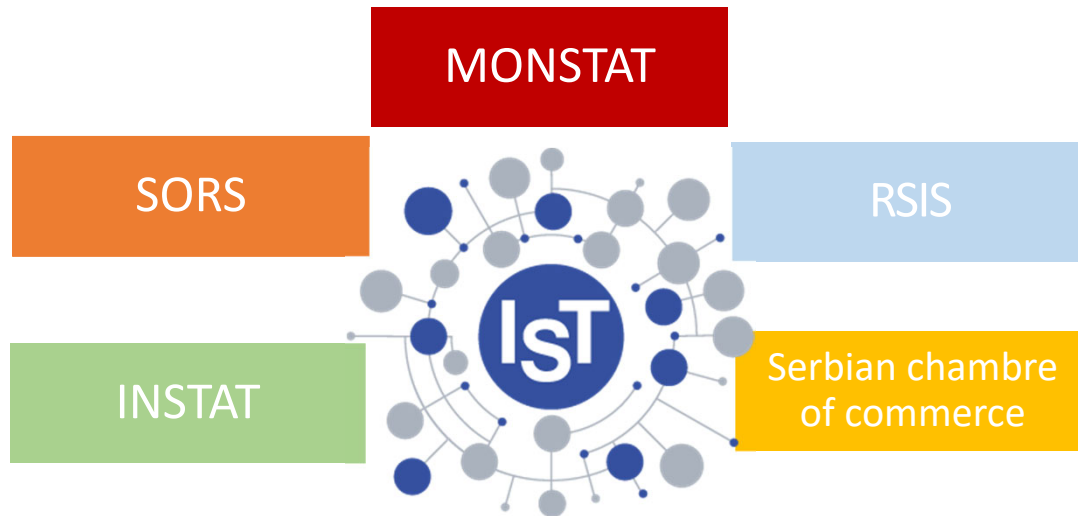 MONSTAT
SORS
RSIS
IST
INSTAT
Serbian chambre
of commerce